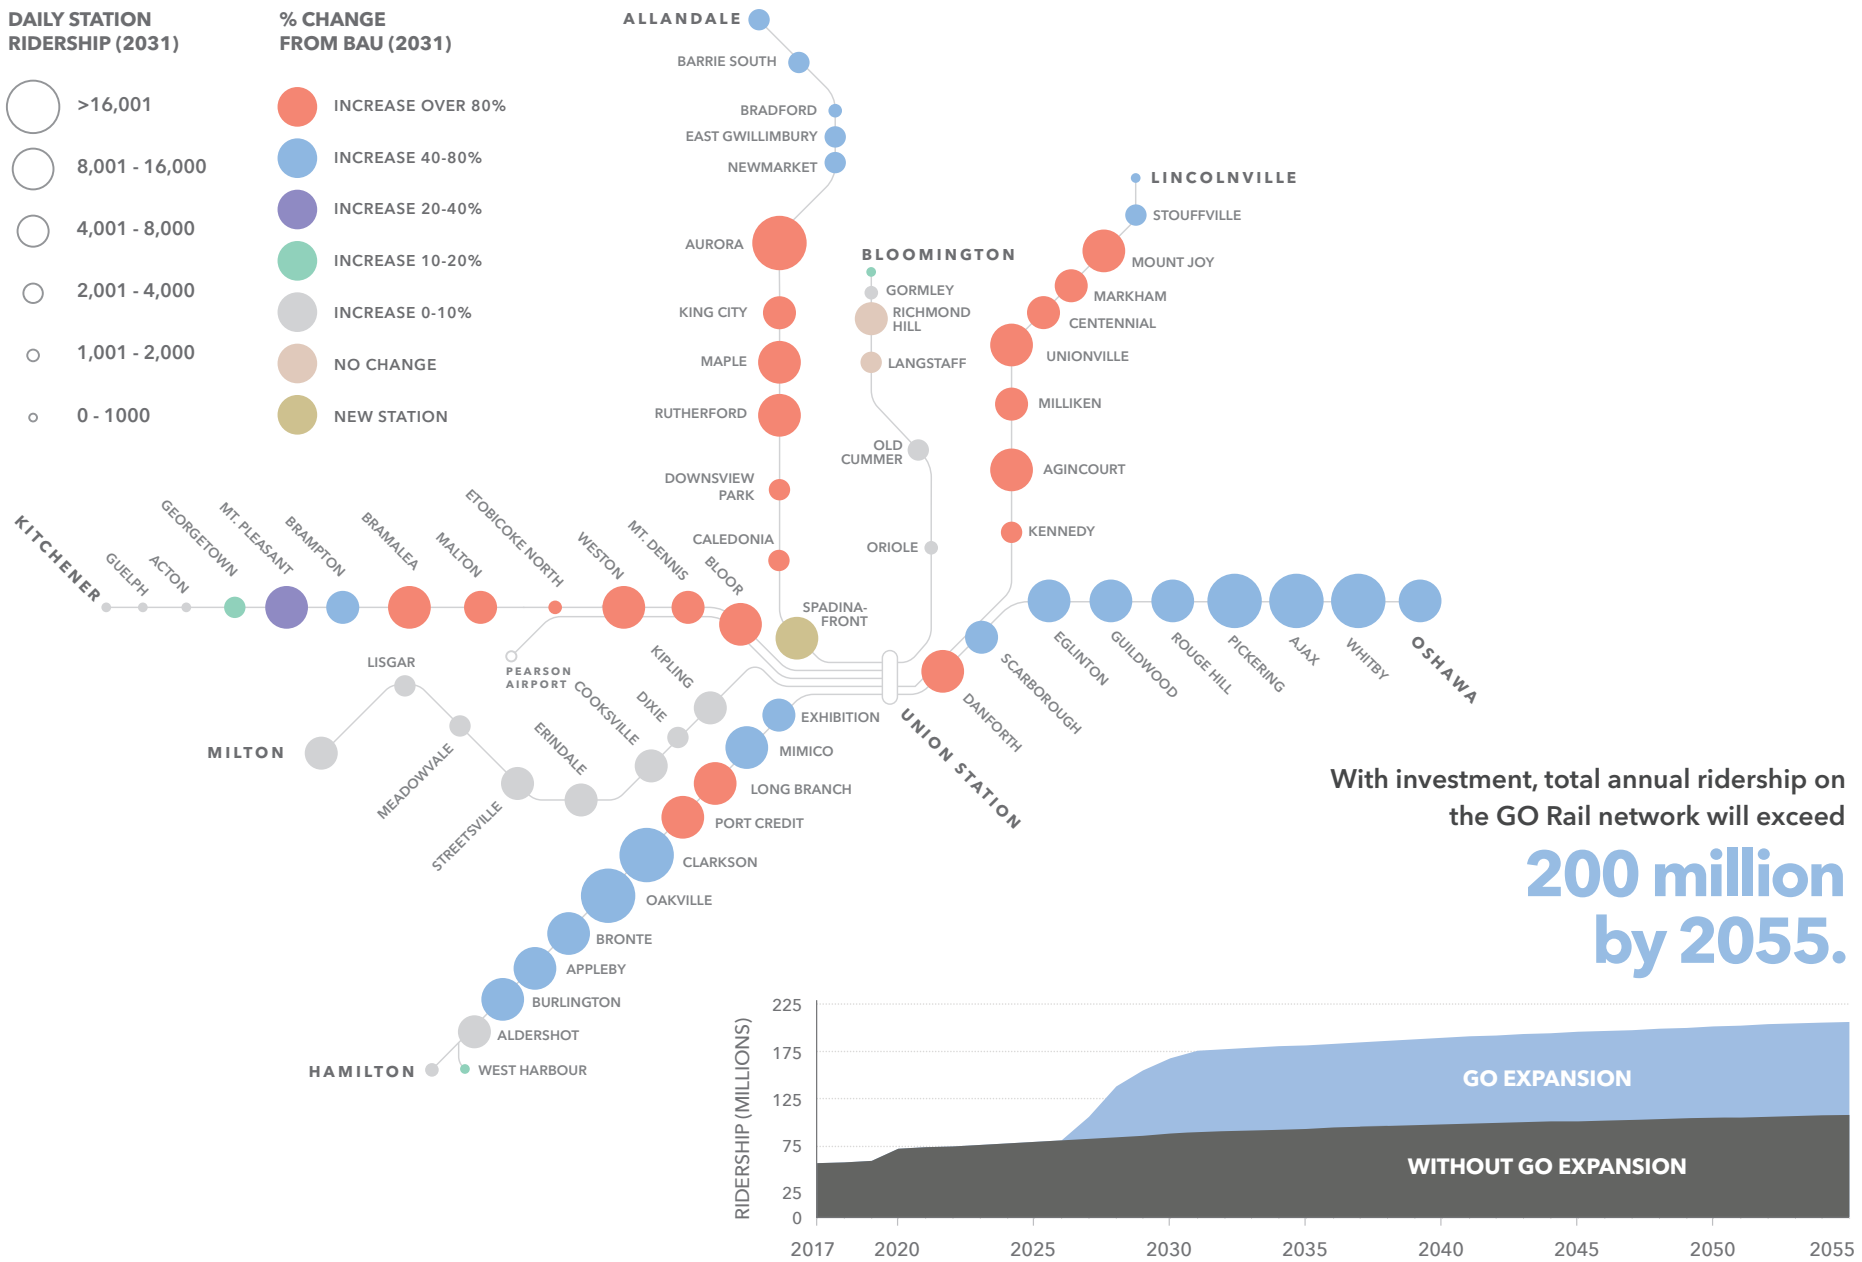 DAILY STATION
RIDERSHIP (2031)
>16,001
8,001 - 16,000
4,001 - 8,000
2,001 - 4,000
1,001 - 2,000
0 - 1000
% CHANGE
FROM BAU (2031)
INCREASE OVER 80%
INCREASE 40-80%
INCREASE 20-40%
INCREASE 10-20%
INCREASE 0-10%
NO CHANGE
NEW STATION
ALLANDALE
BARRIE SOUTH
BRADFORD
EAST GWILLIMBURY
NEWMARKET
AURORA
KING CITY
MAPLE
RUTHERFORD
DOWNSVIEW
PARK
CALEDONIA
SPADINA-
FRONT
BLOOMINGTON
GORMLEY
RICHMOND
HILL
LANGSTAFF
OLD
CUMMER
ORIOLE
LINCOLNVILLE
STOUFFVILLE
MOUNT JOY
MARKHAM
CENTENNIAL
UNIONVILLE
MILLIKEN
AGINCOURT
KENNEDY
KITCHENER
GUELPH
ACTON
GEORGETOWN
MT. PLEASANT
BRAMPTON
BRAMALEA
MALTON
ETOBICOKE NORTH
WESTON
MT. DENNIS
BLOOR
PEARSON
AIRPORT
EGLINTON
GUILDWOOD
ROUGE HILL
PICKERING
AJAX
WHITBY
OSHAWA
SCARBOROUGH
DANFORTH
UNION STATION
MILTON
LISGAR
MEADOWVALE
STREETSVILLE
ERINDALE
COOKSVILLE
DIXIE
KIPLING
EXHIBITION
MIMICO
LONG BRANCH
PORT CREDIT
CLARKSON
OAKVILLE
BRONTE
APPLEBY
BURLINGTON
ALDERSHOT
HAMILTON
WEST HARBOUR
With investment, total annual ridership on
the GO Rail network will exceed
200 million
by 2055.
RIDERSHIP (MILLIONS)
225
175
125
75
25
0
GO EXPANSION
WITHOUT GO EXPANSION
2017 2020 2025 2030 2035 2040 2045 2050 2055